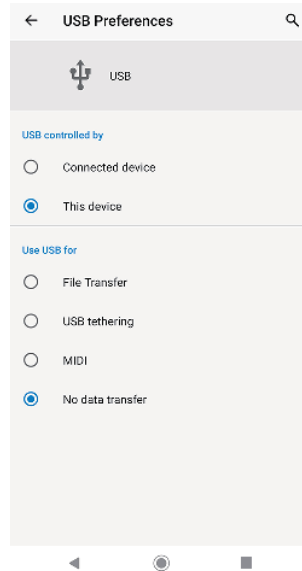 USB Preferences
USB
USB controlled by
Connected device
This device
Use USB for
File Transfer
USB tethering
MIDI
No data transfer